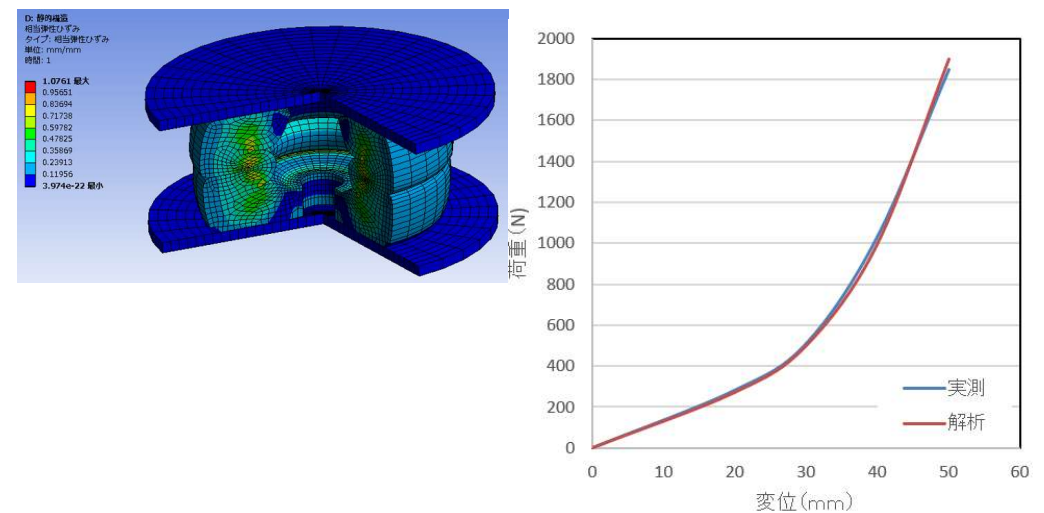 D: 静的構造
相当弾性ひずみ
タイプ: 相当弾性ひずみ
単位: mm/mm
時間: 1
1.0761 最大
0.95651
0.83694
0.71738
0.59782
0.47825
0.35869
0.23913
0.11956
3.974e-22 最小
荷重(N)
2000
1800
1600
1400
1200
1000
800
600
400
200
0
0 10 20 30 40 50 60
変位(mm)
実測
解析